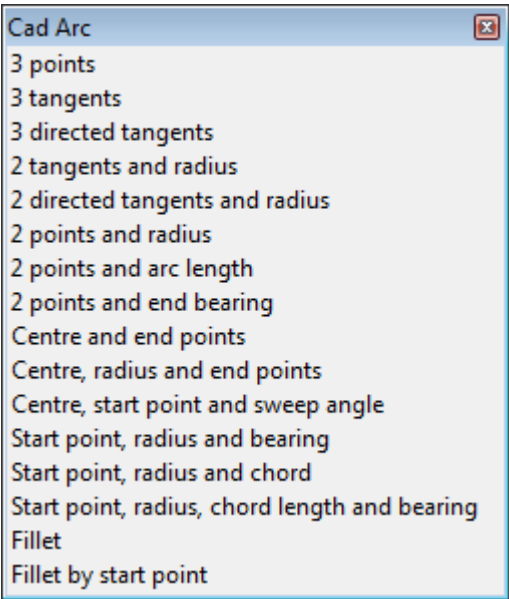 Cad Arc
3 points
3 tangents
3 directed tangents
2 tangents and radius
2 directed tangents and radius
2 points and radius
2 points and arc length
2 points and end bearing
Centre and end points
Centre, radius and end points
Centre, start point and sweep angle
Start point, radius and bearing
Start point, radius and chord
Start point, radius, chord length and bearing
Fillet
Fillet by start point